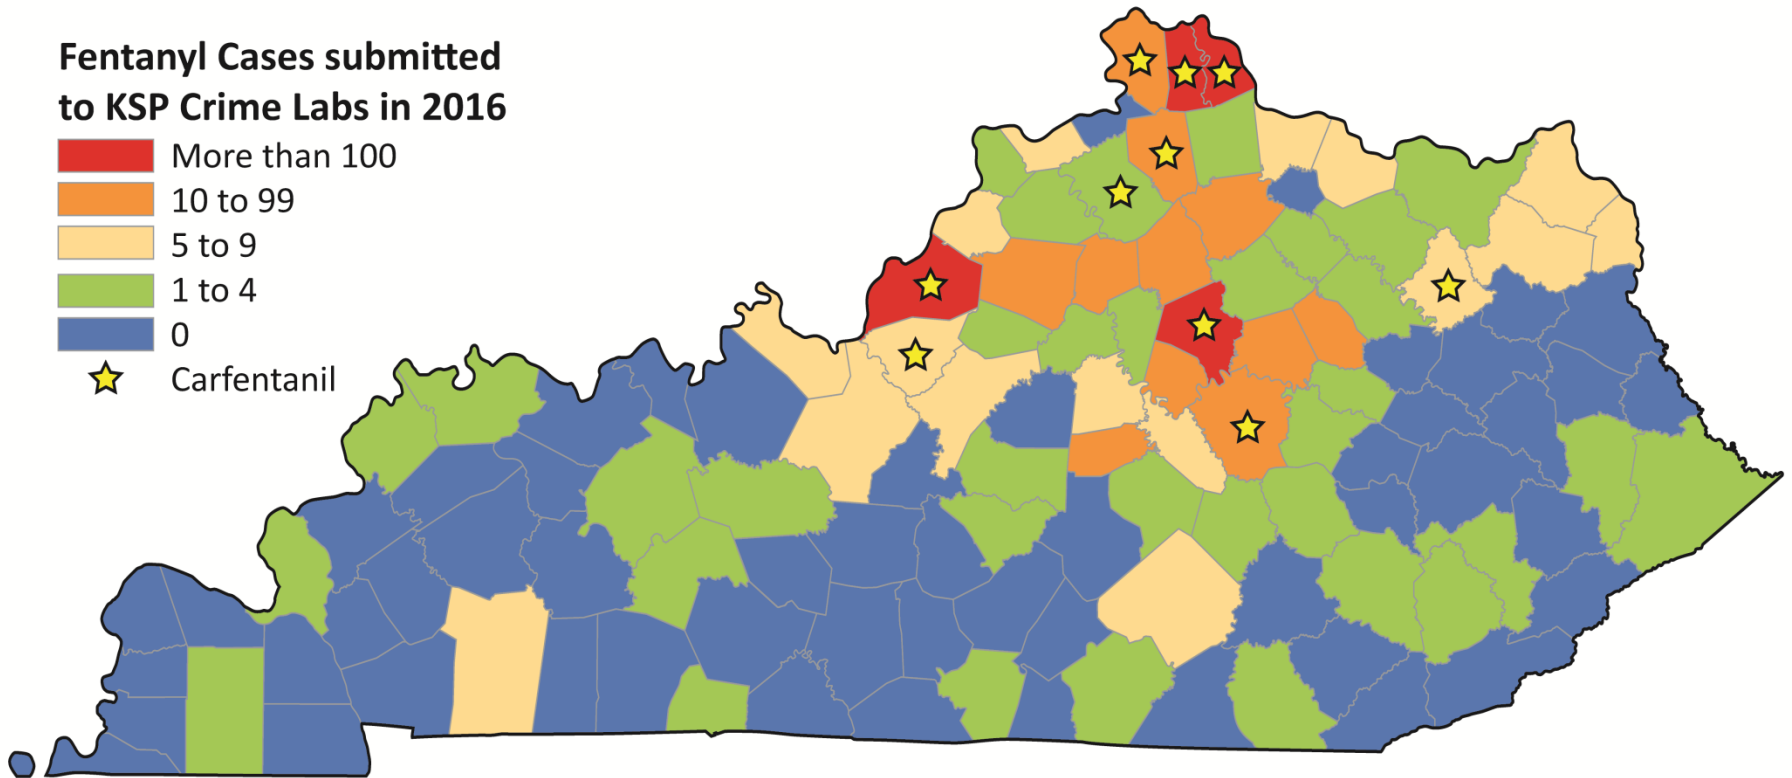 Fentanyl Cases submitted
to KSP Crime Labs in 2016
More than 100
10 to 99
5 to 9
1 to 4
0
Carfentanil